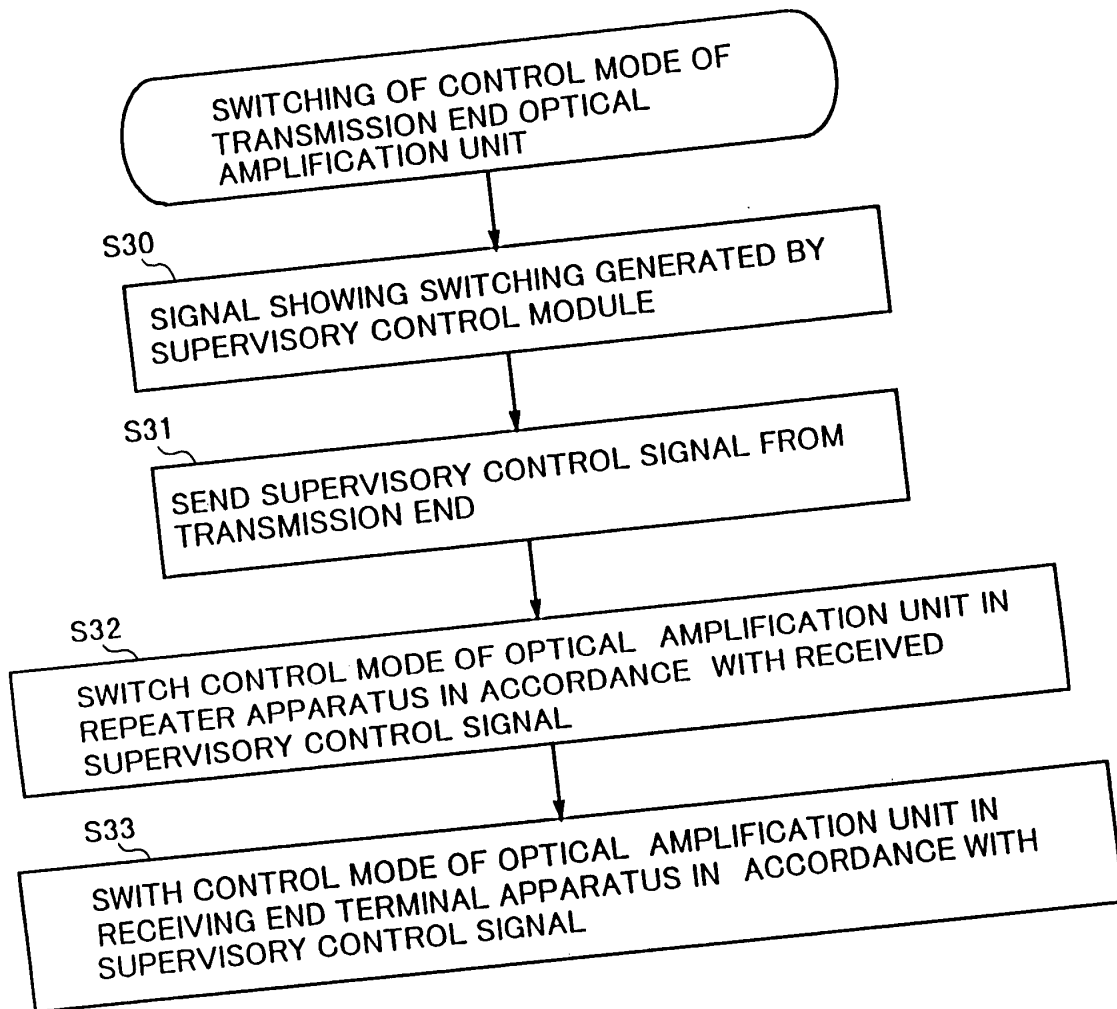 SWITCHING OF CONTROL MODE OF
TRANSMISSION END OPTICAL
AMPLIFICATION UNIT
S30
SIGNAL SHOWING SWITCHING GENERATED BY
SUPERVISORY CONTROL MODULE
S31
SEND SUPERVISORY CONTROL SIGNAL FROM
TRANSMISSION END
S32
SWITCH CONTROL MODE OF OPTICAL AMPLIFICATION UNIT IN
REPEATER APPARATUS IN ACCORDANCE WITH RECEIVED
SUPERVISORY CONTROL SIGNAL
S33
SWITH CONTROL MODE OF OPTICAL AMPLIFICATION UNIT IN
RECEIVING END TERMINAL APPARATUS IN ACCORDANCE WITH
SUPERVISORY CONTROL SIGNAL